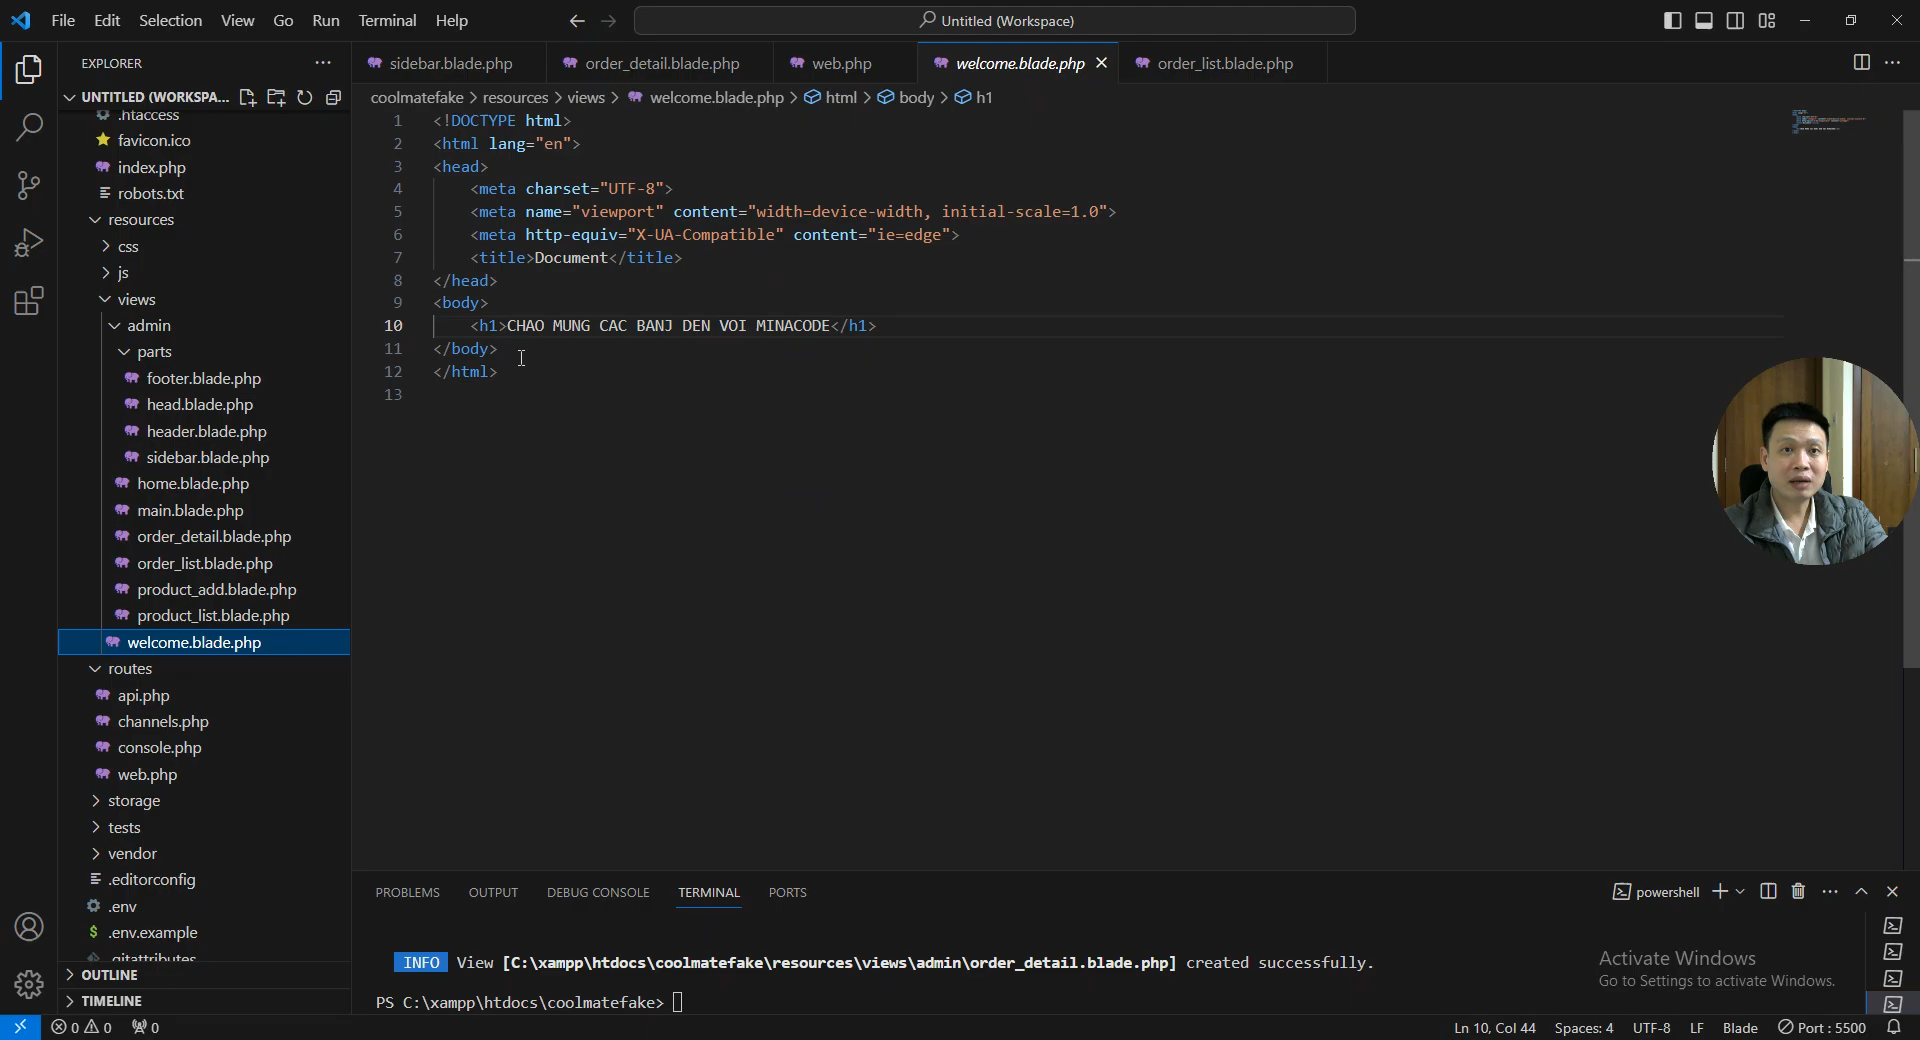 File Edit Selection View Go Run Terminal Help
Untitled (Workspace)
EXPLORER
UNTITLED (WORKSPA...
.htaccess
favicon.ico
index.php
robots.txt
resources
css
js
views
admin
parts
footer.blade.php
head.blade.php
header.blade.php
sidebar.blade.php
home.blade.php
main.blade.php
order_detail.blade.php
order_list.blade.php
product_add.blade.php
product_list.blade.php
welcome.blade.php
routes
api.php
channels.php
console.php
web.php
storage
tests
vendor
.editorconfig
.env
.env.example
.gitattributes
OUTLINE
TIMELINE
sidebar.blade.php order_detail.blade.php web.php welcome.blade.php order_list.blade.php
coolmatefake > resources > views > welcome.blade.php > html > body > h1
1 <!DOCTYPE html>
2 <html lang="en">
3 <head>
4 <meta charset="UTF-8">
5 <meta name="viewport" content="width=device-width, initial-scale=1.0">
6 <meta http-equiv="X-UA-Compatible" content="ie=edge">
7 <title>Document</title>
8 </head>
9 <body>
10 <h1>CHAO MUNG CAC BANJ DEN VOI MINACODE</h1>
11 </body>
12 </html>
13
PROBLEMS OUTPUT DEBUG CONSOLE TERMINAL PORTS
powershell
INFO View [C:\xampp\htdocs\coolmatefake\resources\views\admin\order_detail.blade.php] created successfully.
PS C:\xampp\htdocs\coolmatefake>
Activate Windows
Go to Settings to activate Windows.
0 0 0
Ln 10, Col 44 Spaces: 4 UTF-8 LF Blade Port : 5500